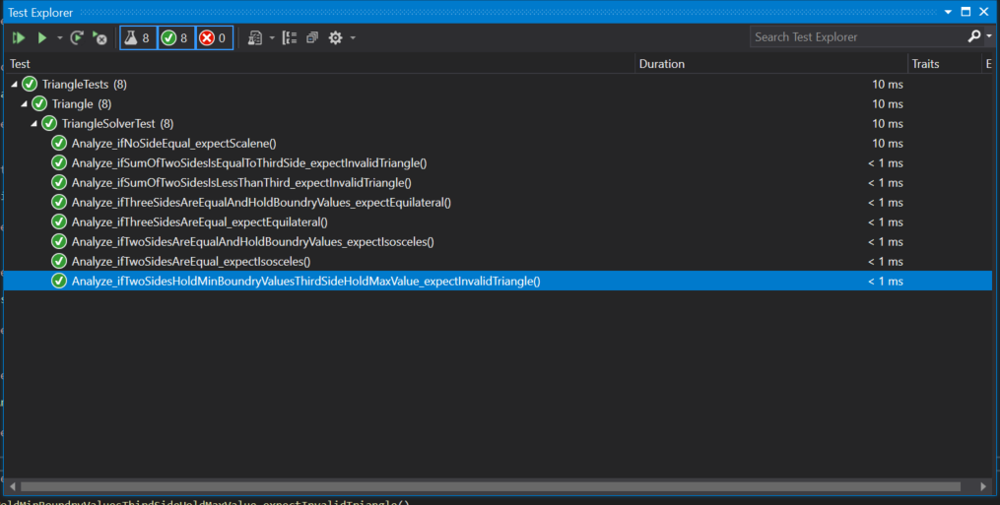 Test Explorer
8 8 0
Search Test Explorer
Test Duration Traits E
TriangleTests (8) 10 ms
Triangle (8) 10 ms
TriangleSolverTest (8) 10 ms
Analyze_ifNoSideEqual_expectScalene() 10 ms
Analyze_ifSumOfTwoSidesIsEqualToThirdSide_expectInvalidTriangle() < 1 ms
Analyze_ifSumOfTwoSidesIsLessThanThird_expectInvalidTriangle() < 1 ms
Analyze_ifThreeSidesAreEqualAndHoldBoundryValues_expectEquilateral() < 1 ms
Analyze_ifThreeSidesAreEqual_expectEquilateral() < 1 ms
Analyze_ifTwoSidesAreEqualAndHoldBoundryValues_expectIsosceles() < 1 ms
Analyze_ifTwoSidesAreEqual_expectIsosceles() < 1 ms
Analyze_ifTwoSidesHoldMinBoundryValuesThirdSideHoldMaxValue_expectInvalidTriangle() < 1 ms
oldMinBoundryValuesThirdSideHoldMaxValue_expectInvalidTriangle()